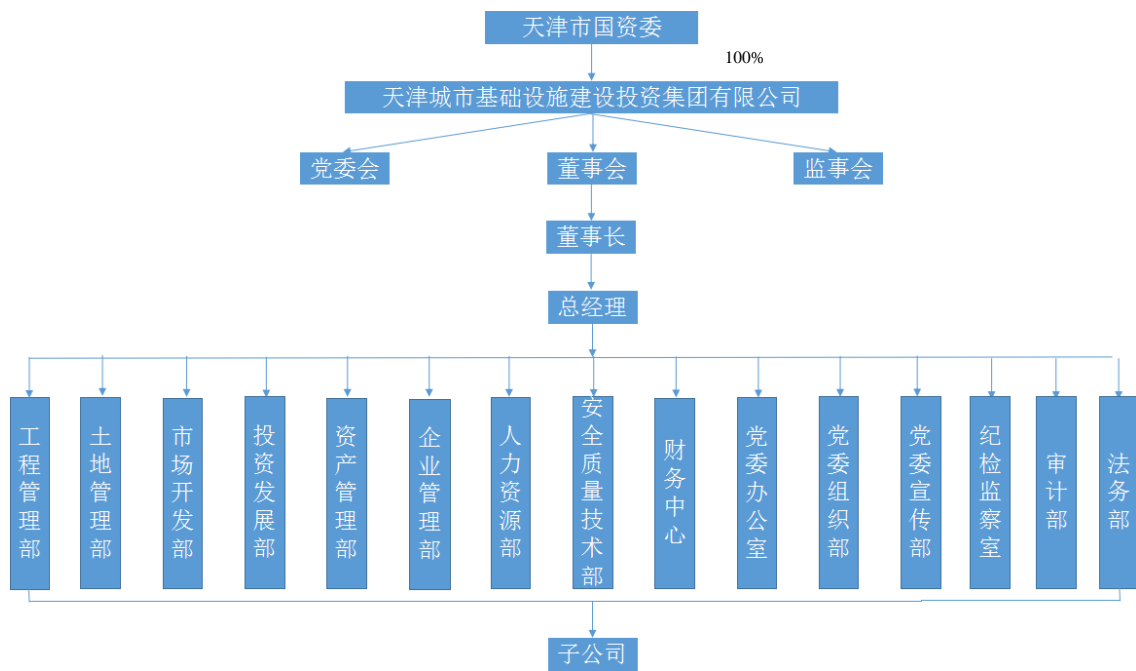 天津市国资委
100%
天津城市基础设施建设投资集团有限公司
党委会
董事会
监事会
董事长
总经理
工程管理部
土地管理部
市场开发部
投资发展部
资产管理部
企业管理部
人力资源部
安全质量技术部
财务中心
党委办公室
党委组织部
党委宣传部
纪检监察室
审计部
法务部
子公司